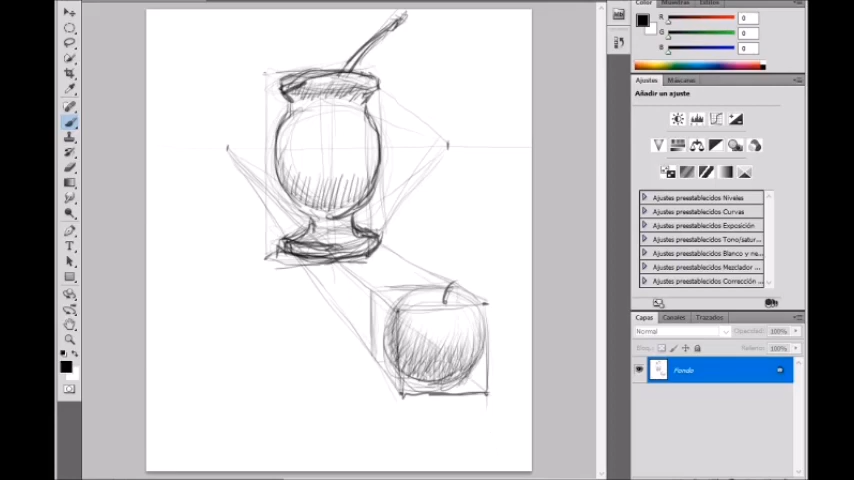 Color Muestras Estilos
R 0
G 0
B 0
Ajustes Máscaras
Añadir un ajuste
Ajustes preestablecidos Niveles
Ajustes preestablecidos Curvas
Ajustes preestablecidos Exposición
Ajustes preestablecidos Tono/satur...
Ajustes preestablecidos Blanco y ne...
Ajustes preestablecidos Mezclador ...
Ajustes preestablecidos Corrección ...
Capas Canales Trazados
Normal Opacidad: 100%
Bloq.: Relleno: 100%
Fondo